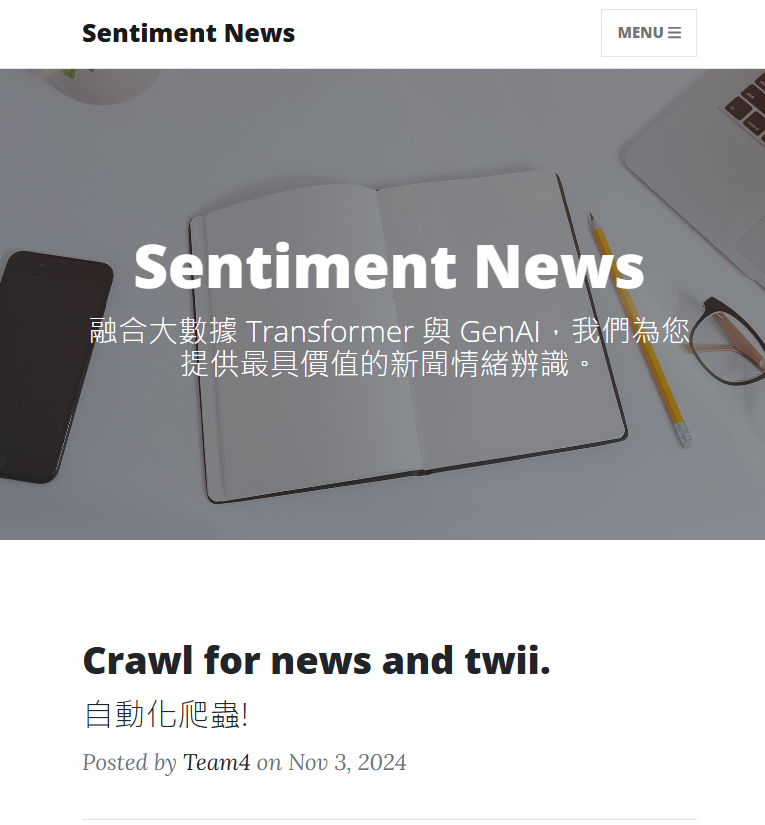 Sentiment News
MENU
Sentiment News
融合大數據 Transformer 與 GenAI，我們為您
提供最具價值的新聞情緒辨識。
Crawl for news and twii.
自動化爬蟲!
Posted by Team4 on Nov 3, 2024